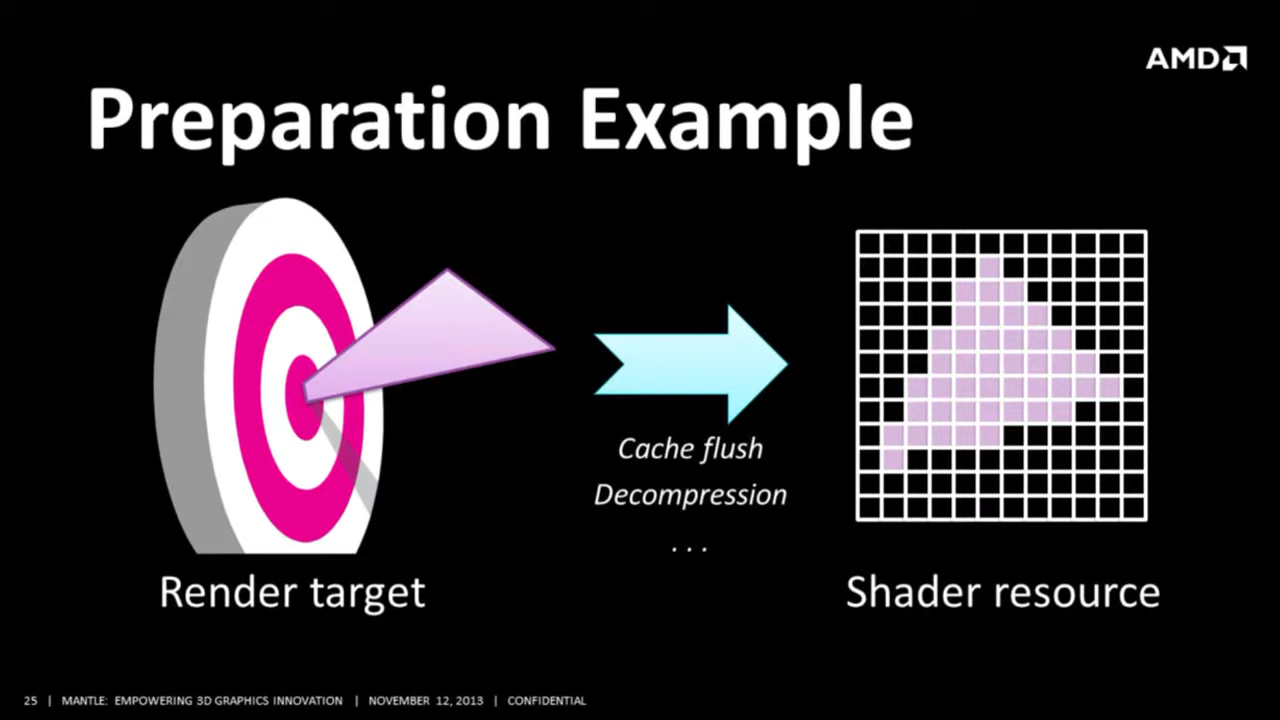 AMD
Preparation Example
Cache flush
Decompression
. . .
Render target
Shader resource
25 | MANTLE: EMPOWERING 3D GRAPHICS INNOVATION | NOVEMBER 12, 2013 | CONFIDENTIAL